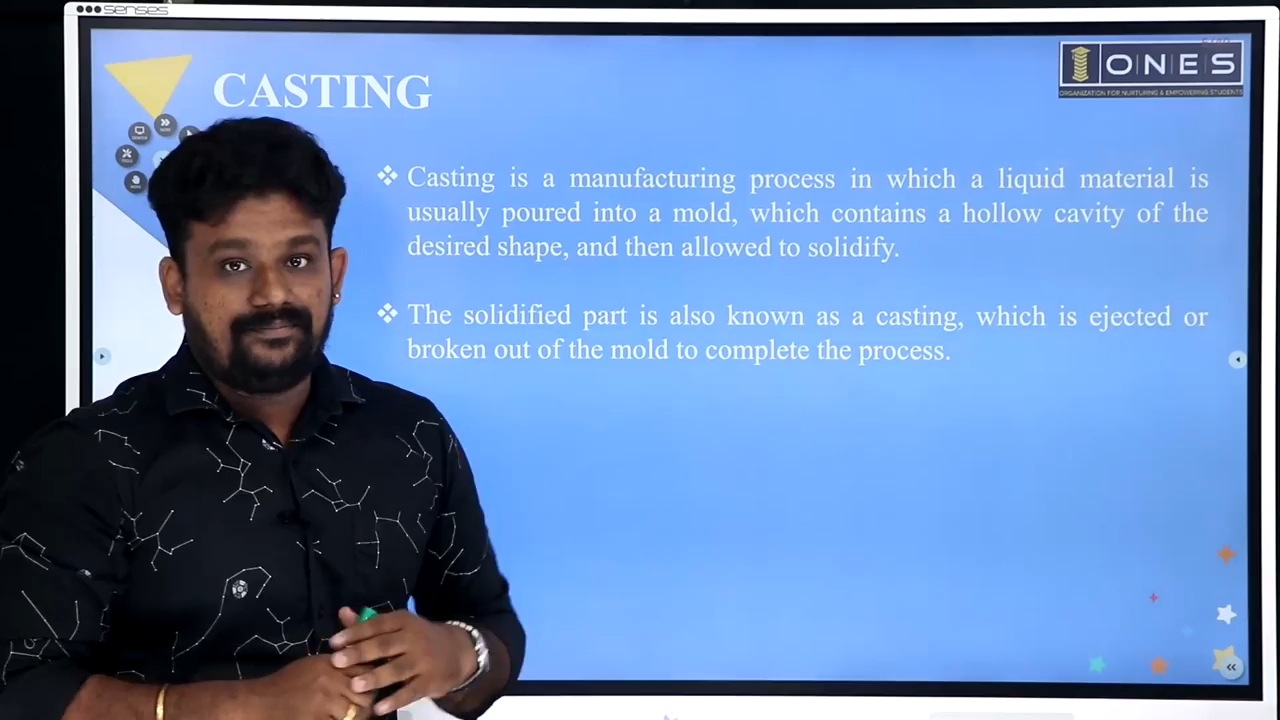 senses
CASTING
ONES
ORGANIZATION FOR NURTURING & EMPOWERING STUDENTS
❖ Casting is a manufacturing process in which a liquid material is
usually poured into a mold, which contains a hollow cavity of the
desired shape, and then allowed to solidify.
❖ The solidified part is also known as a casting, which is ejected or
broken out of the mold to complete the process.